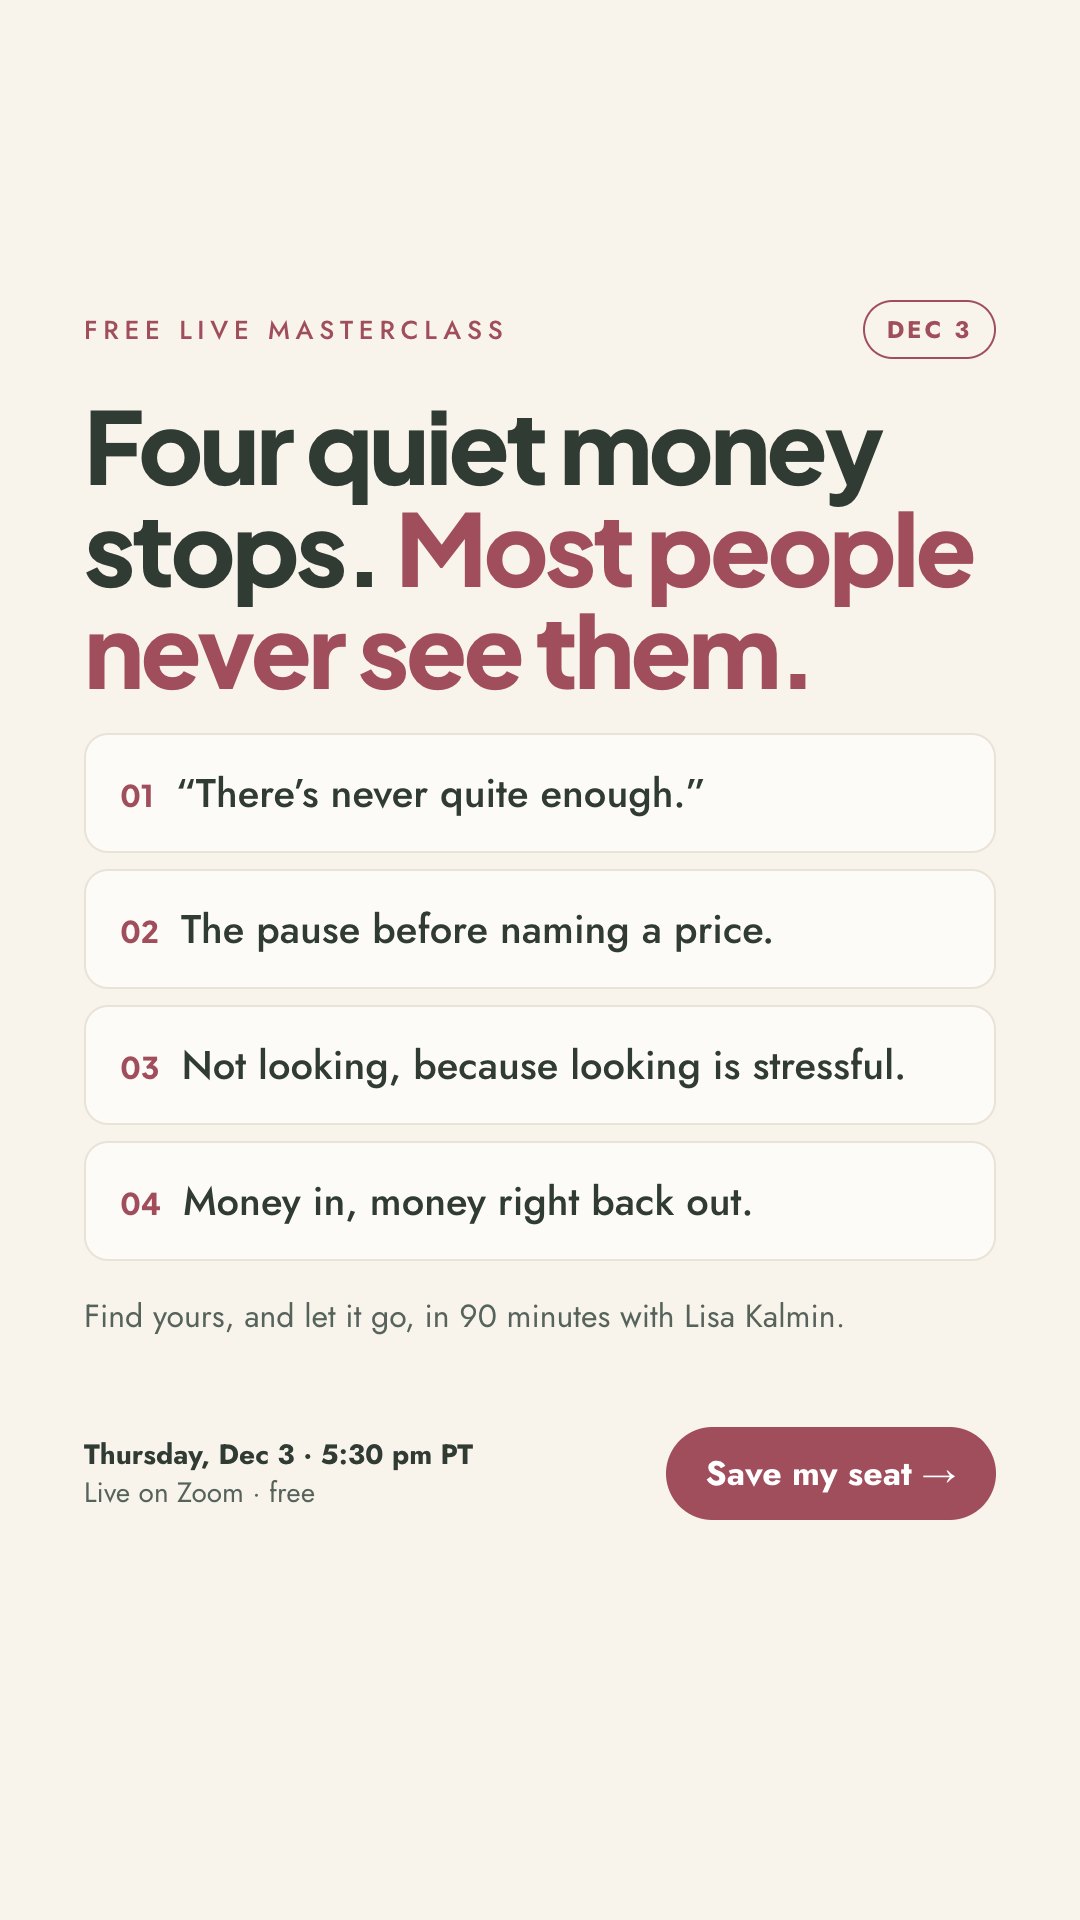 FREE LIVE MASTERCLASS
DEC 3
Four quiet money
stops. Most people
never see them.
01 “There’s never quite enough.”
02 The pause before naming a price.
03 Not looking, because looking is stressful.
04 Money in, money right back out.
Find yours, and let it go, in 90 minutes with Lisa Kalmin.
Thursday, Dec 3 · 5:30 pm PT
Live on Zoom · free
Save my seat →